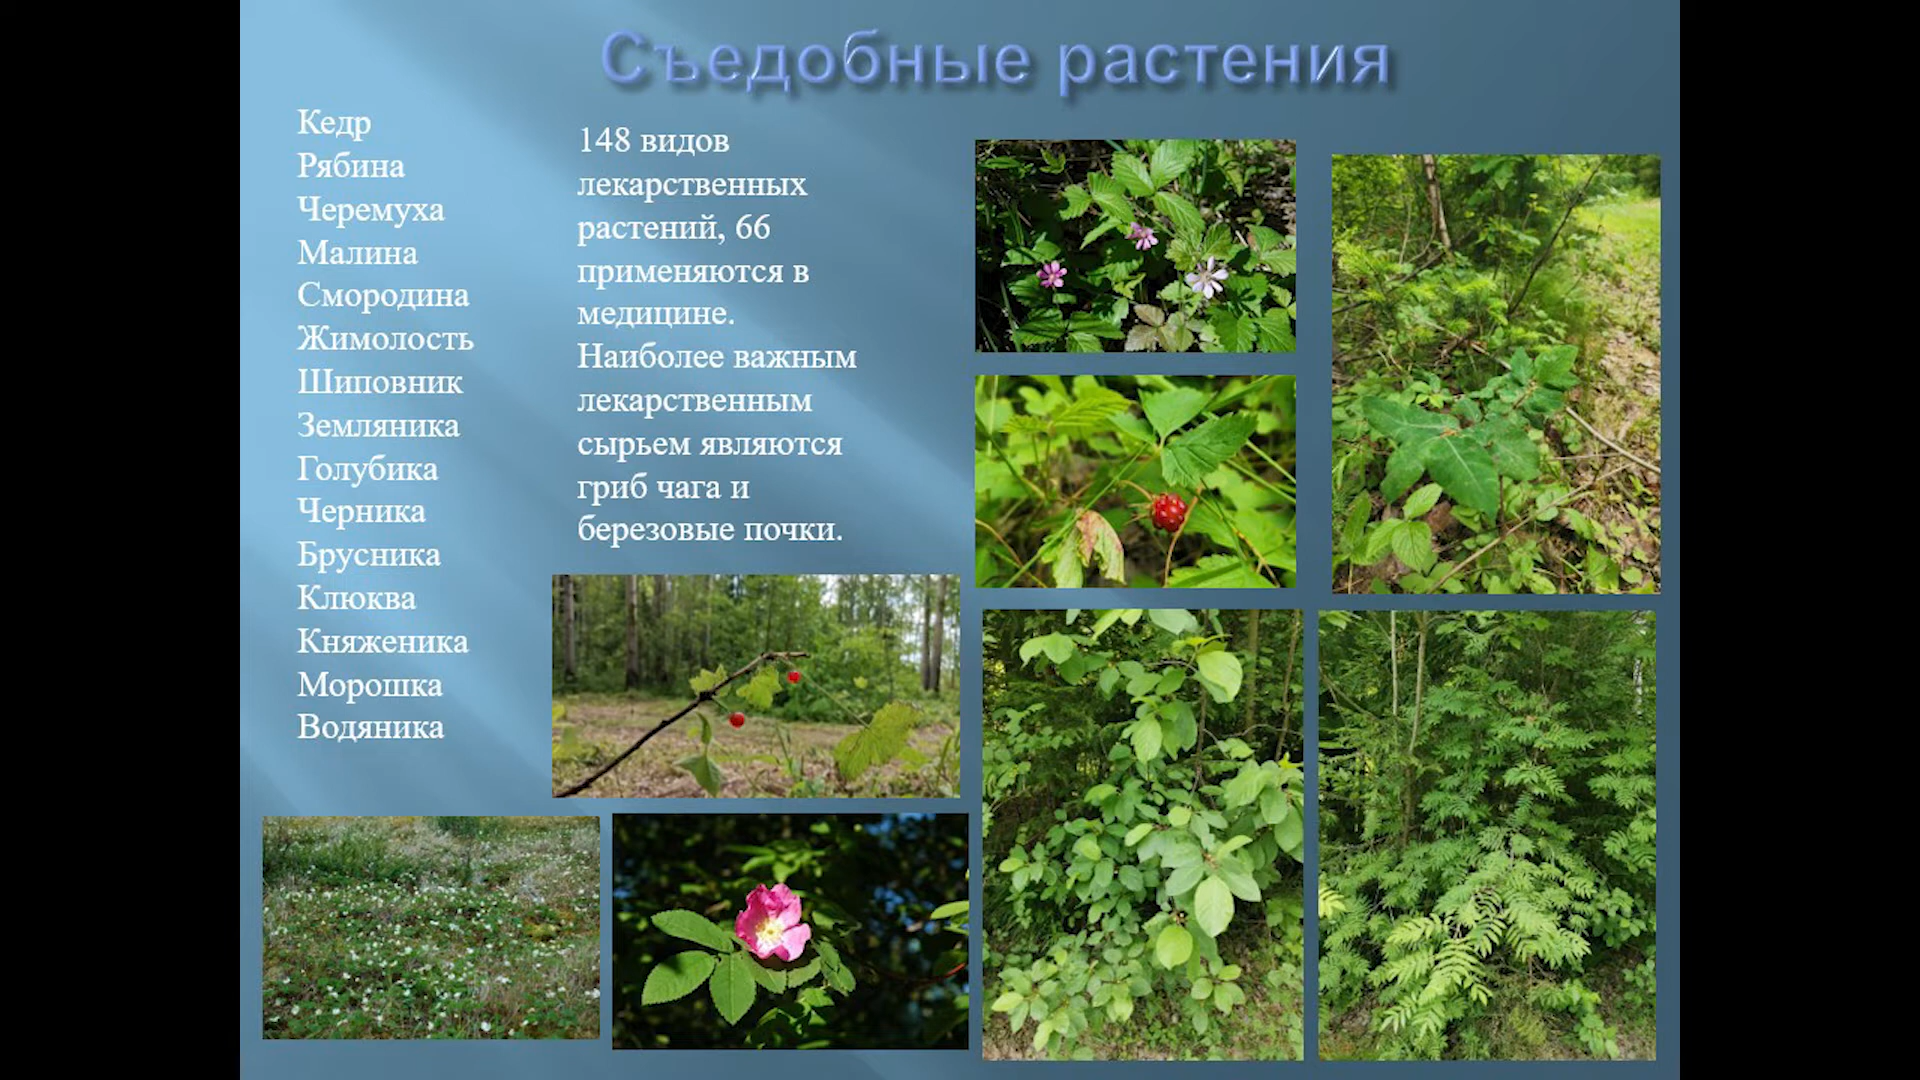 Съедобные растения
Кедр
Рябина
Черемуха
Малина
Смородина
Жимолость
Шиповник
Земляника
Голубика
Черника
Брусника
Клюква
Княженика
Морошка
Водяника
148 видов
лекарственных
растений, 66
применяются в
медицине.
Наиболее важным
лекарственным
сырьем являются
гриб чага и
березовые почки.